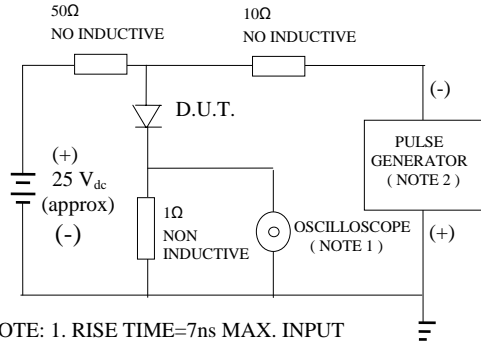 50Ω
NO INDUCTIVE
10Ω
NO INDUCTIVE
D.U.T.
(-)
PULSE
GENERATOR
( NOTE 2 )
(+)
(+)
25 Vdc
(approx)
(-)
1Ω
NON
INDUCTIVE
OSCILLOSCOPE
( NOTE 1 )
OTE: 1. RISE TIME=7ns MAX. INPUT